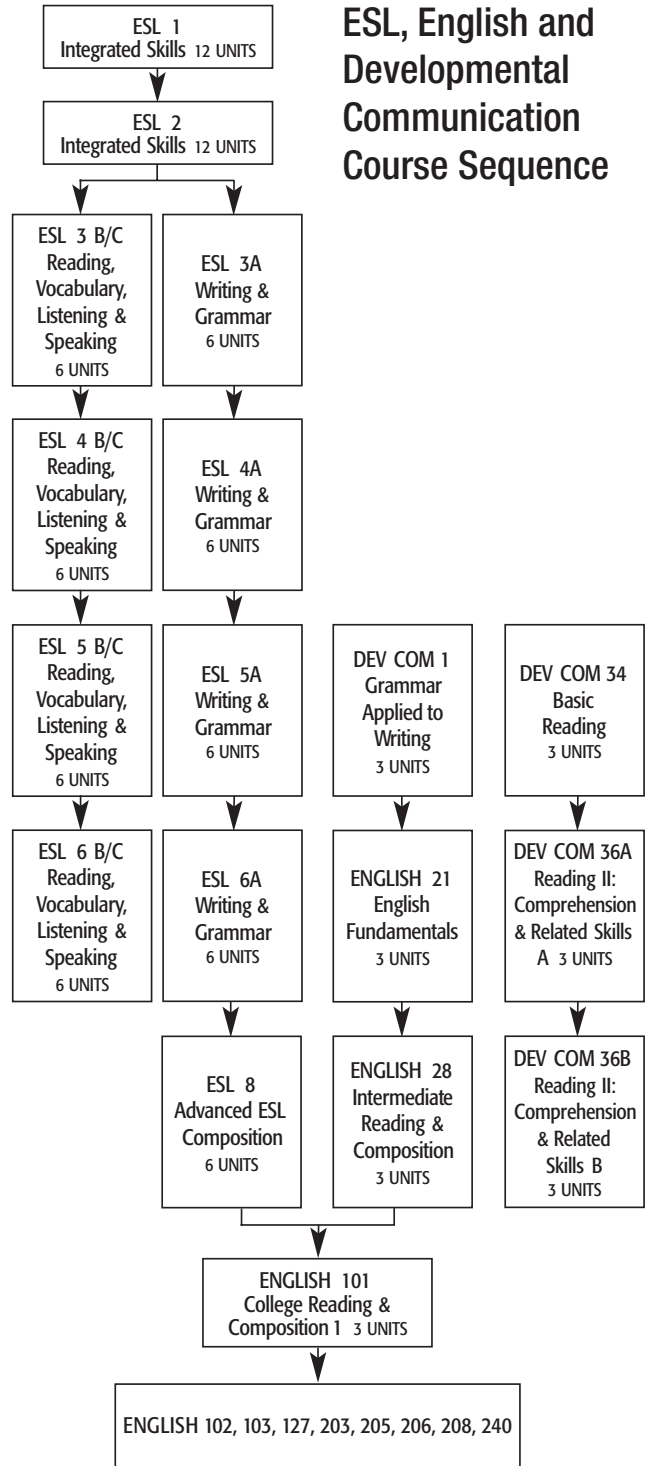 ESL, English and
Developmental
Communication
Course Sequence
ESL 1
Integrated Skills 12 UNITS
ESL 2
Integrated Skills 12 UNITS
ESL 3 B/C
Reading,
Vocabulary,
Listening &
Speaking
6 UNITS
ESL 3A
Writing &
Grammar
6 UNITS
ESL 4 B/C
Reading,
Vocabulary,
Listening &
Speaking
6 UNITS
ESL 4A
Writing &
Grammar
6 UNITS
ESL 5 B/C
Reading,
Vocabulary,
Listening &
Speaking
6 UNITS
ESL 5A
Writing &
Grammar
6 UNITS
DEV COM 1
Grammar
Applied to
Writing
3 UNITS
DEV COM 34
Basic
Reading
3 UNITS
ESL 6 B/C
Reading,
Vocabulary,
Listening &
Speaking
6 UNITS
ESL 6A
Writing &
Grammar
6 UNITS
ENGLISH 21
English
Fundamentals
3 UNITS
DEV COM 36A
Reading II:
Comprehension
& Related Skills
A 3 UNITS
ESL 8
Advanced ESL
Composition
6 UNITS
ENGLISH 28
Intermediate
Reading &
Composition
3 UNITS
DEV COM 36B
Reading II:
Comprehension
& Related
Skills B
3 UNITS
ENGLISH 101
College Reading &
Composition 1 3 UNITS
ENGLISH 102, 103, 127, 203, 205, 206, 208, 240